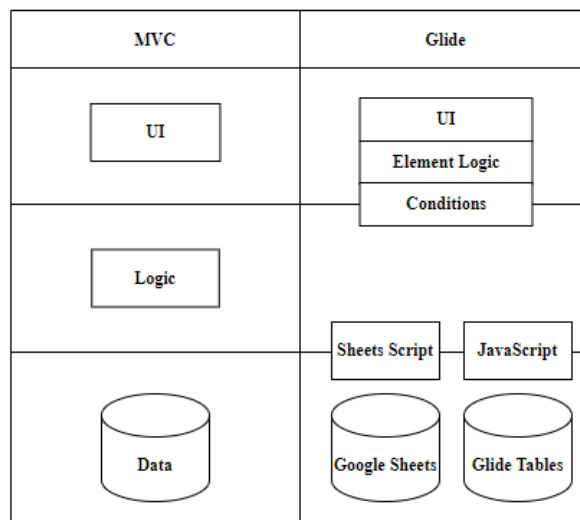 MVC
Glide
UI
UI
Element Logic
Conditions
Logic
Sheets Script
JavaScript
Data
Google Sheets
Glide Tables